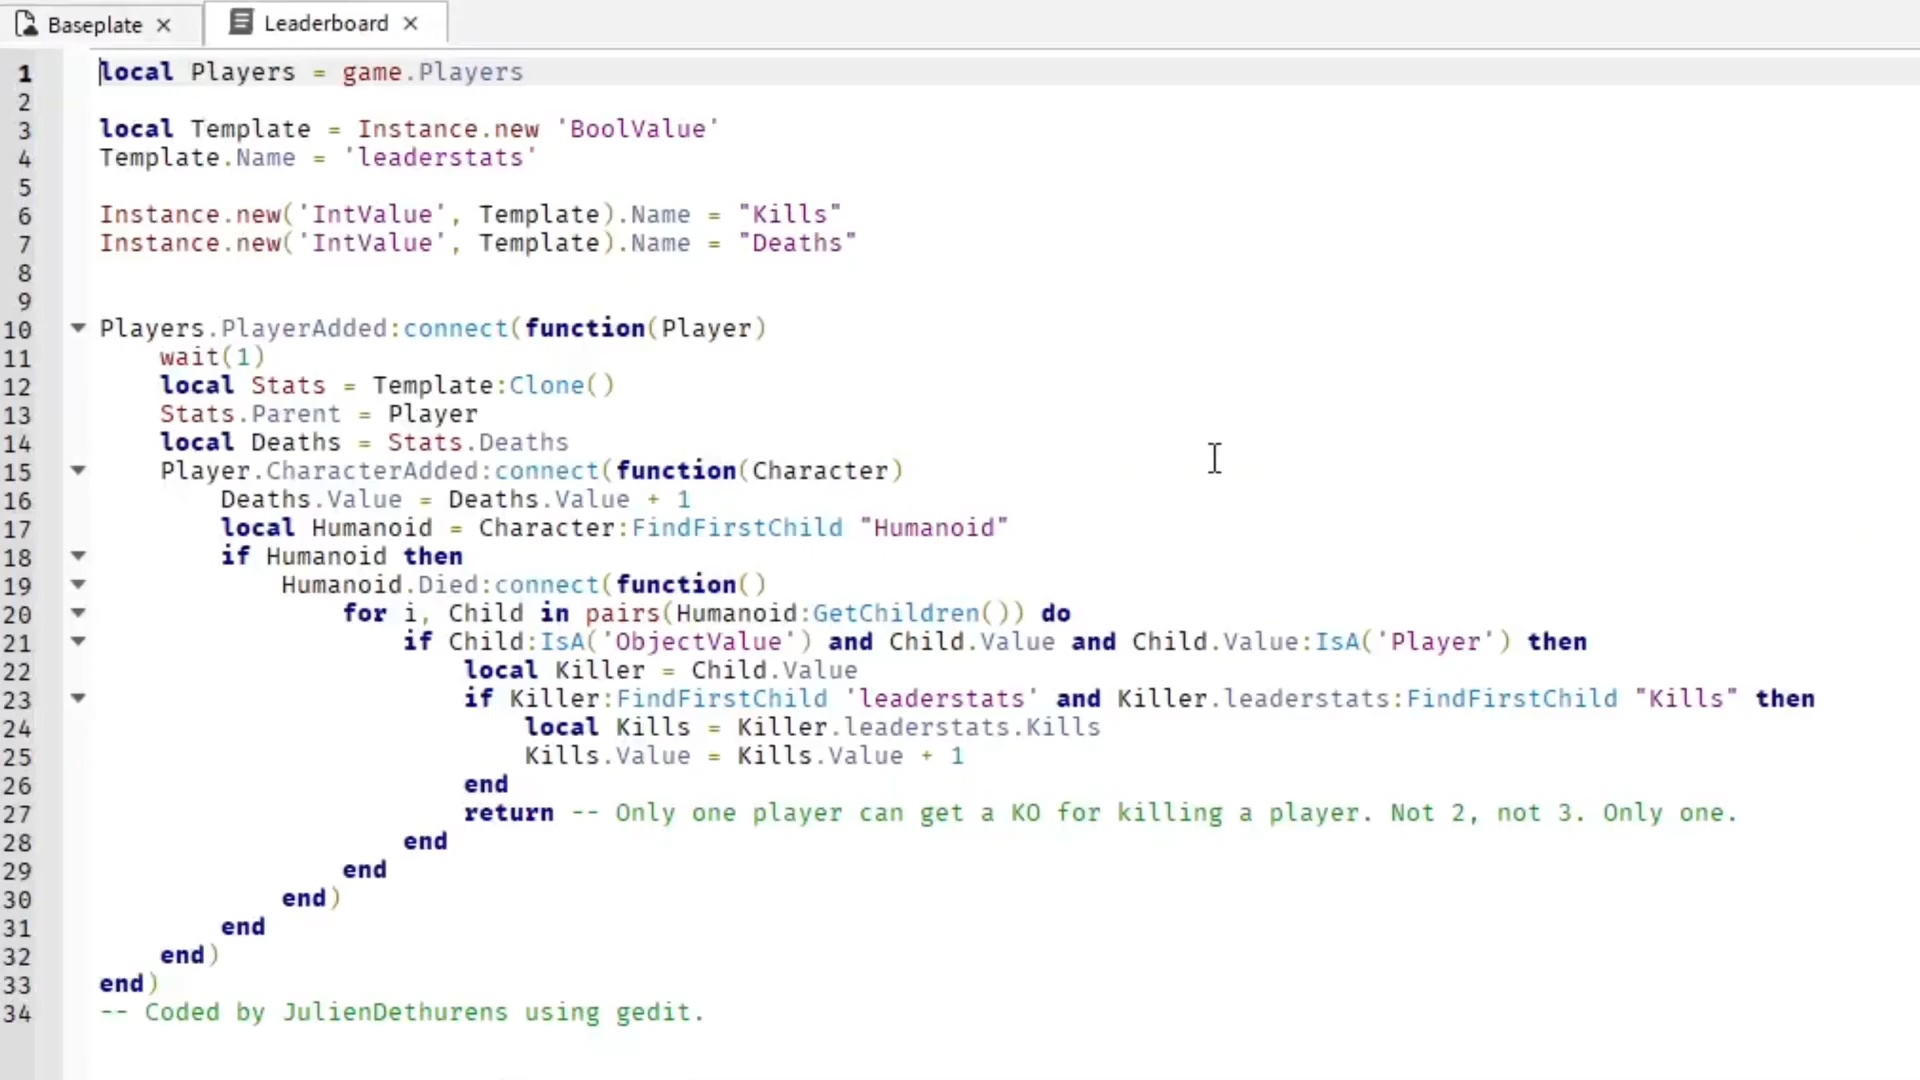 Baseplate
Leaderboard
1 local Players = game.Players
2
3 local Template = Instance.new 'BoolValue'
4 Template.Name = 'leaderstats'
5
6 Instance.new('IntValue', Template).Name = "Kills"
7 Instance.new('IntValue', Template).Name = "Deaths"
8
9
10 Players.PlayerAdded:connect(function(Player)
11     wait(1)
12     local Stats = Template:Clone()
13     Stats.Parent = Player
14     local Deaths = Stats.Deaths
15     Player.CharacterAdded:connect(function(Character)
16         Deaths.Value = Deaths.Value + 1
17         local Humanoid = Character:FindFirstChild "Humanoid"
18         if Humanoid then
19             Humanoid.Died:connect(function()
20                 for i, Child in pairs(Humanoid:GetChildren()) do
21                     if Child:IsA('ObjectValue') and Child.Value and Child.Value:IsA('Player') then
22                         local Killer = Child.Value
23                         if Killer:FindFirstChild 'leaderstats' and Killer.leaderstats:FindFirstChild "Kills" then
24                             local Kills = Killer.leaderstats.Kills
25                             Kills.Value = Kills.Value + 1
26                         end
27                         return -- Only one player can get a KO for killing a player. Not 2, not 3. Only one.
28                     end
29                 end
30             end)
31         end
32     end)
33 end)
34 -- Coded by JulienDethurens using gedit.